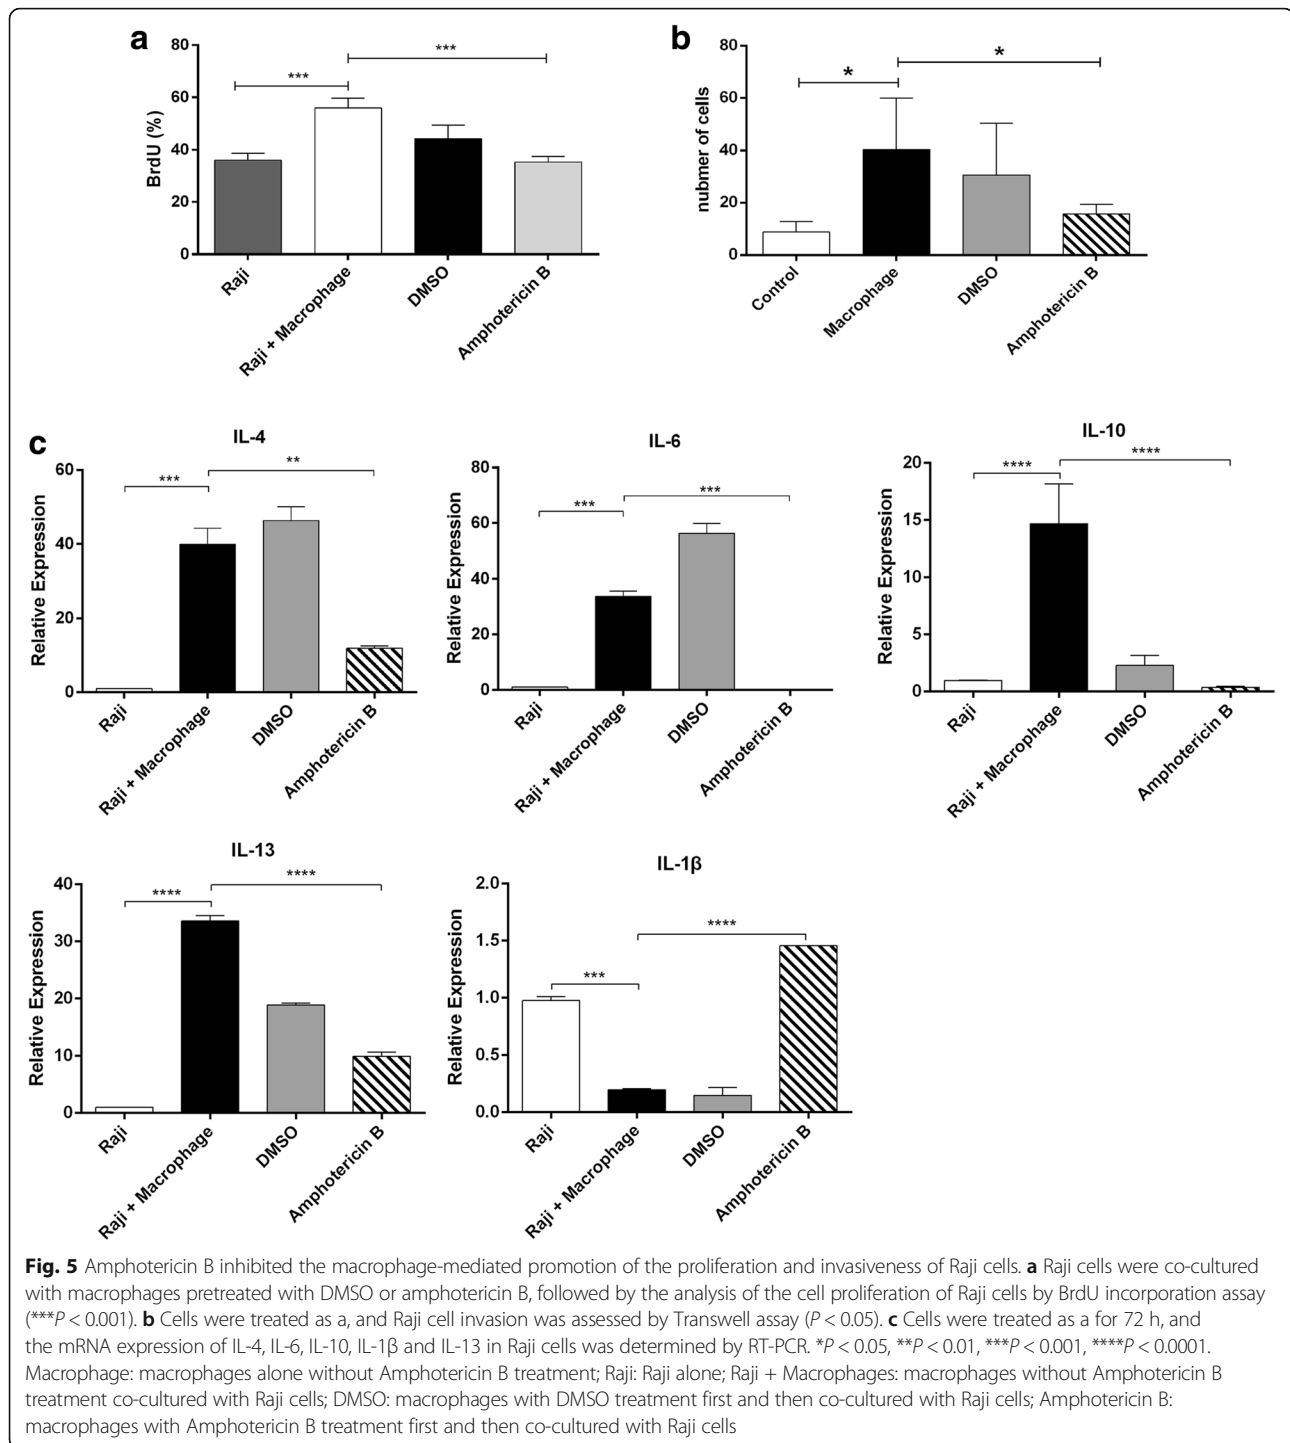 a
80
60
40
20
0
BrdU (%)
***
***
Raji
Raji + Macrophage
DMSO
Amphotericin B
b
80
60
40
20
0
nubmer of cells
*
*
Control
Macrophage
DMSO
Amphotericin B
c
IL-4
60
40
20
0
Relative Expression
***
**
Raji
Raji + Macrophage
DMSO
Amphotericin B
IL-6
80
60
40
20
0
Relative Expression
***
***
Raji
Raji + Macrophage
DMSO
Amphotericin B
IL-10
20
15
10
5
0
Relative Expression
****
****
Raji
Raji + Macrophage
DMSO
Amphotericin B
IL-13
40
30
20
10
0
Relative Expression
****
****
Raji
Raji + Macrophage
DMSO
Amphotericin B
IL-1β
2.0
1.5
1.0
0.5
0.0
Relative Expression
***
****
Raji
Raji + Macrophage
DMSO
Amphotericin B
Fig. 5 Amphotericin B inhibited the macrophage-mediated promotion of the proliferation and invasiveness of Raji cells. a Raji cells were co-cultured
with macrophages pretreated with DMSO or amphotericin B, followed by the analysis of the cell proliferation of Raji cells by BrdU incorporation assay
(***P < 0.001). b Cells were treated as a, and Raji cell invasion was assessed by Transwell assay (P < 0.05). c Cells were treated as a for 72 h, and
the mRNA expression of IL-4, IL-6, IL-10, IL-1β and IL-13 in Raji cells was determined by RT-PCR. *P < 0.05, **P < 0.01, ***P < 0.001, ****P < 0.0001.
Macrophage: macrophages alone without Amphotericin B treatment; Raji: Raji alone; Raji + Macrophages: macrophages without Amphotericin B
treatment co-cultured with Raji cells; DMSO: macrophages with DMSO treatment first and then co-cultured with Raji cells; Amphotericin B:
macrophages with Amphotericin B treatment first and then co-cultured with Raji cells